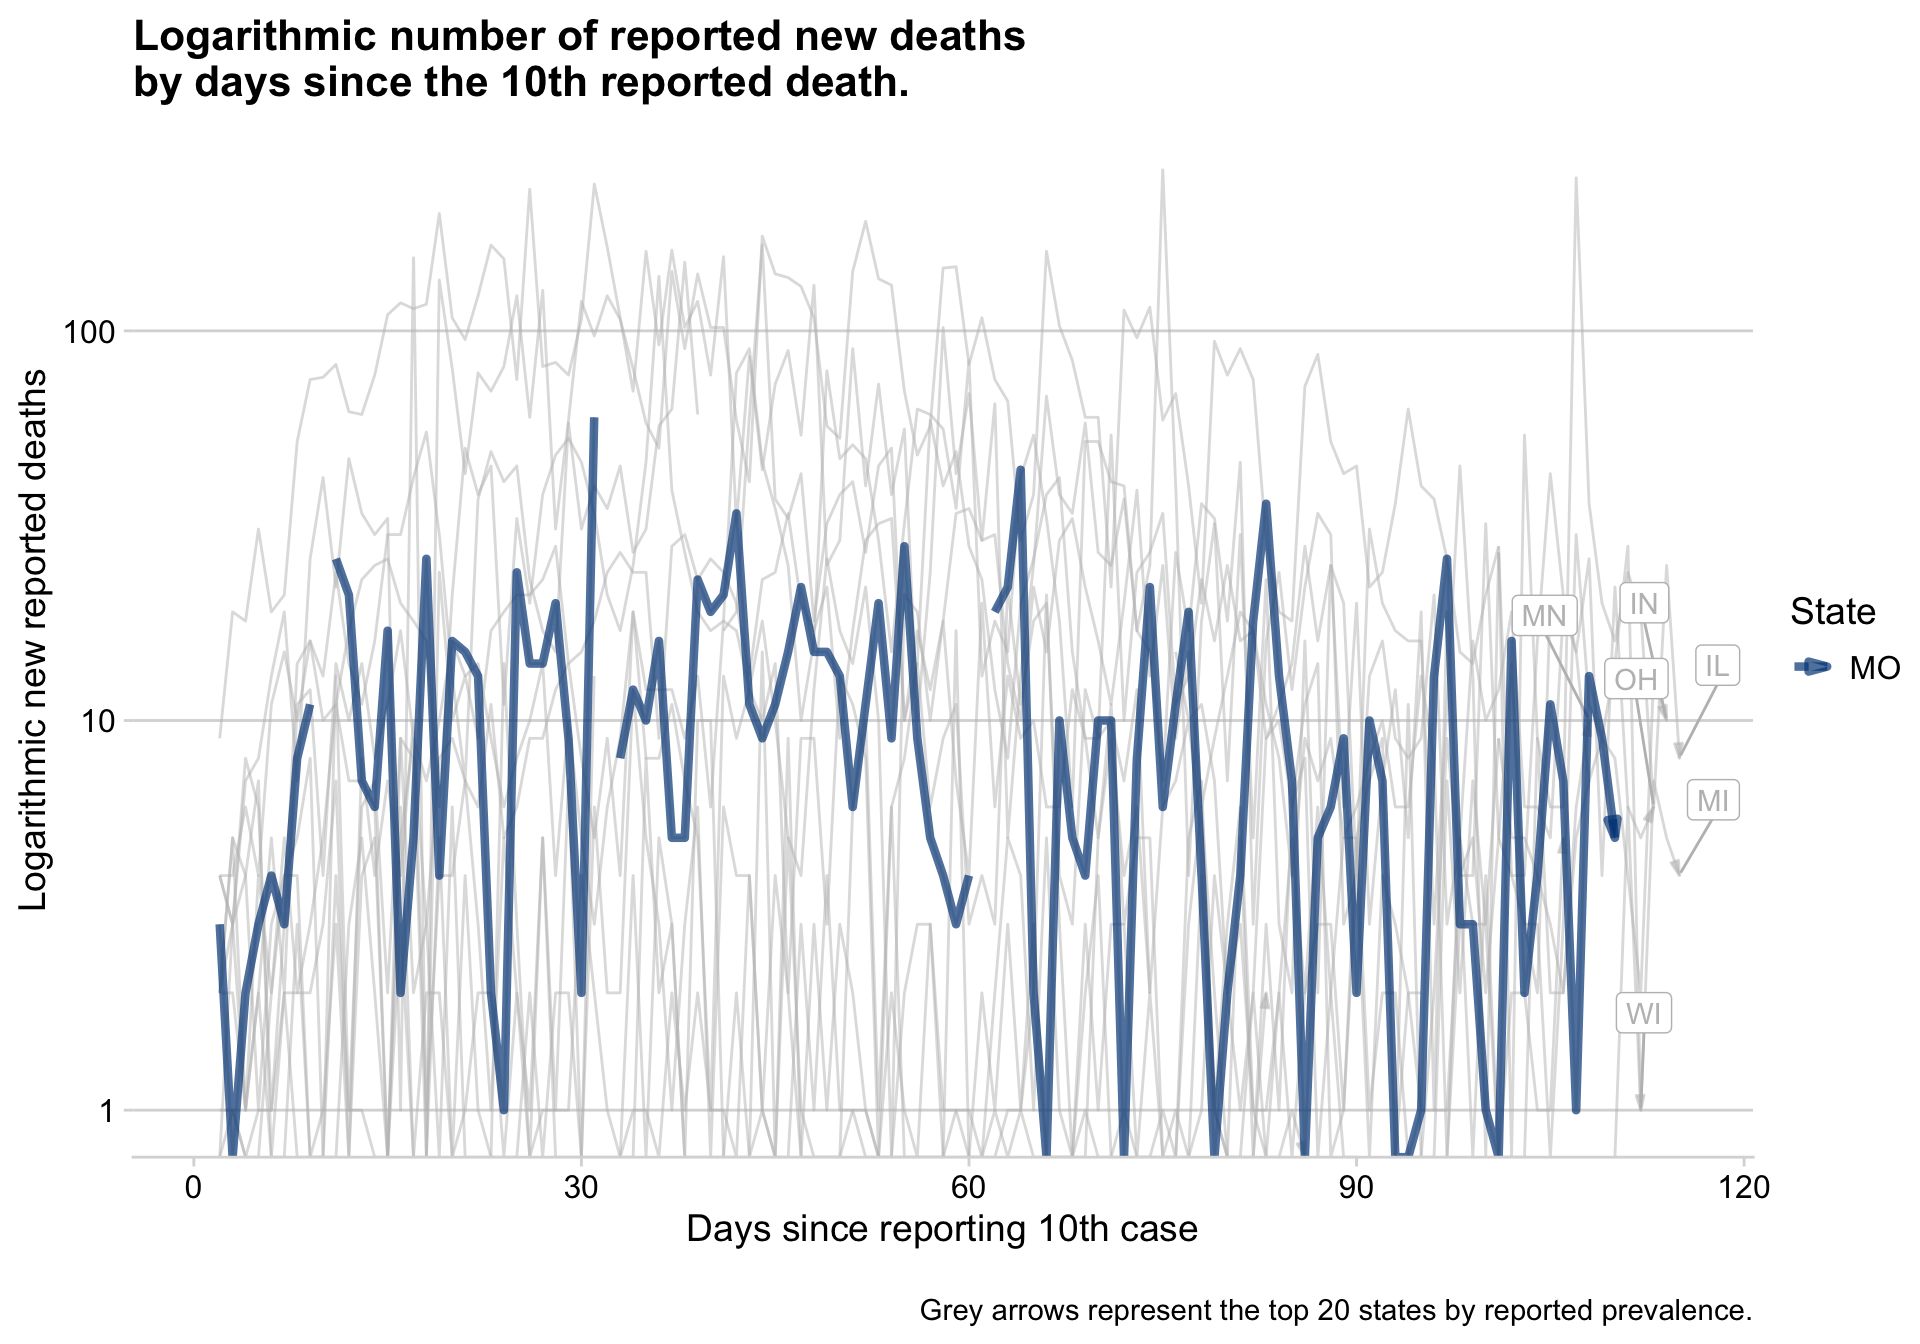 Logarithmic number of reported new deaths
by days since the 10th reported death.
Logarithmic new reported deaths
100
10
1
MN
IN
OH
IL
MI
WI
State
MO
0
30
60
90
120
Days since reporting 10th case
Grey arrows represent the top 20 states by reported prevalence.